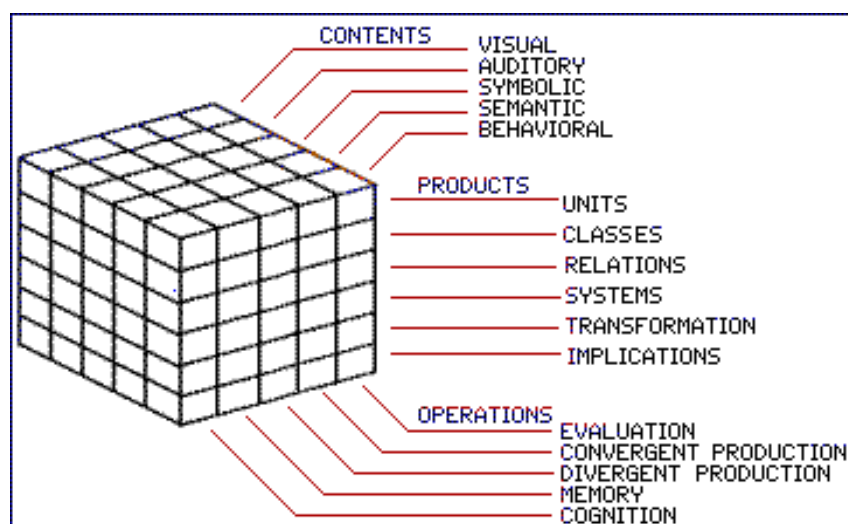 CONTENTS
VISUAL
AUDITORY
SYMBOLIC
SEMANTIC
BEHAVIORAL
PRODUCTS
UNITS
CLASSES
RELATIONS
SYSTEMS
TRANSFORMATION
IMPLICATIONS
OPERATIONS
EVALUATION
CONVERGENT PRODUCTION
DIVERGENT PRODUCTION
MEMORY
COGNITION